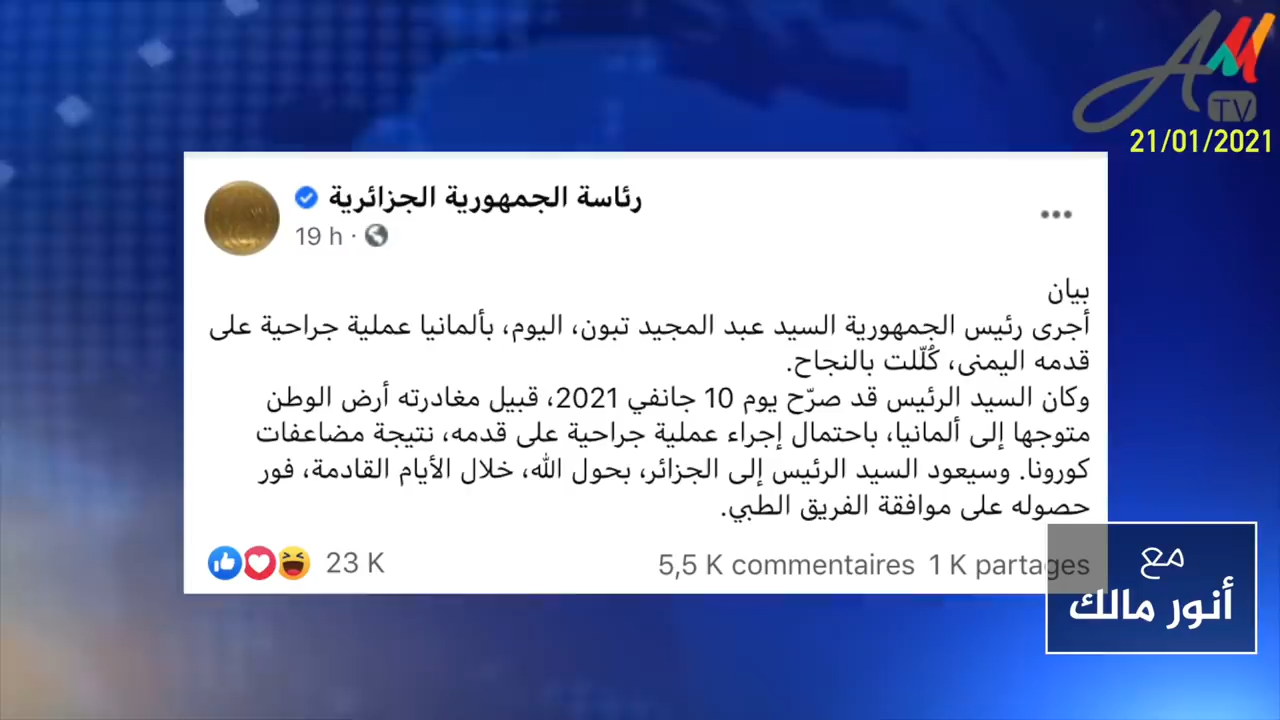 AM
TV
21/01/2021
رئاسة الجمهورية الجزائرية
19 h ·
بيان
أجرى رئيس الجمهورية السيد عبد المجيد تبون، اليوم، بألمانيا عملية جراحية على
قدمه اليمنى، كُلّلت بالنجاح.
وكان السيد الرئيس قد صرّح يوم 10 جانفي 2021، قبيل مغادرته أرض الوطن
متوجها إلى ألمانيا، باحتمال إجراء عملية جراحية على قدمه، نتيجة مضاعفات
كورونا. وسيعود السيد الرئيس إلى الجزائر، بحول الله، خلال الأيام القادمة، فور
حصوله على موافقة الفريق الطبي.
23 K
5,5 K commentaires 1 K partages
مع
أنور مالك